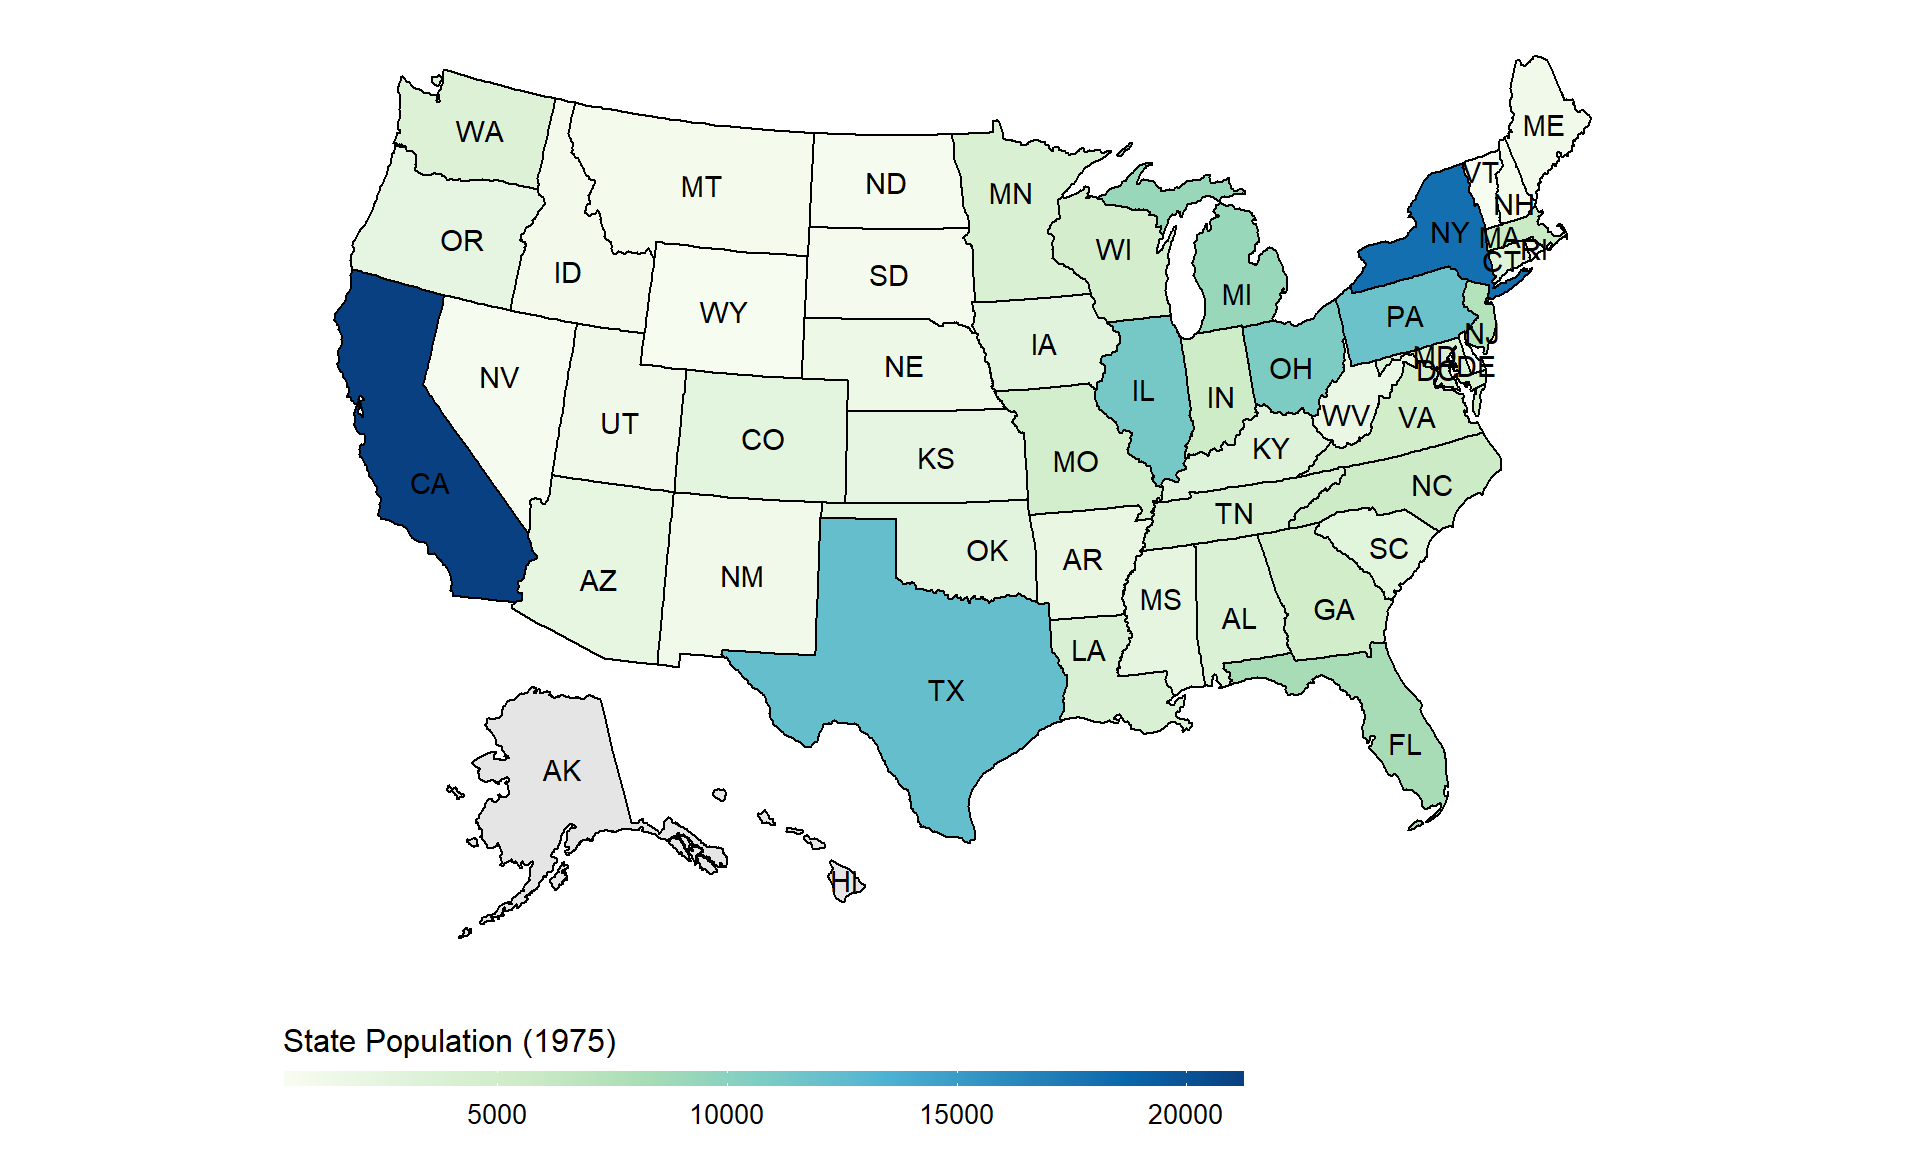 ME
WA
VT
MT
ND
MN
NH
OR
NY
MA
WI
RI
CT
ID
SD
MI
WY
PA
NJ
IA
MD
NE
OH
DE
DC
NV
IL
IN
WV
VA
UT
CO
KY
KS
MO
CA
NC
TN
OK
SC
AR
NM
AZ
MS
GA
AL
LA
TX
FL
AK
HI
State Population (1975)
5000 10000 15000 20000